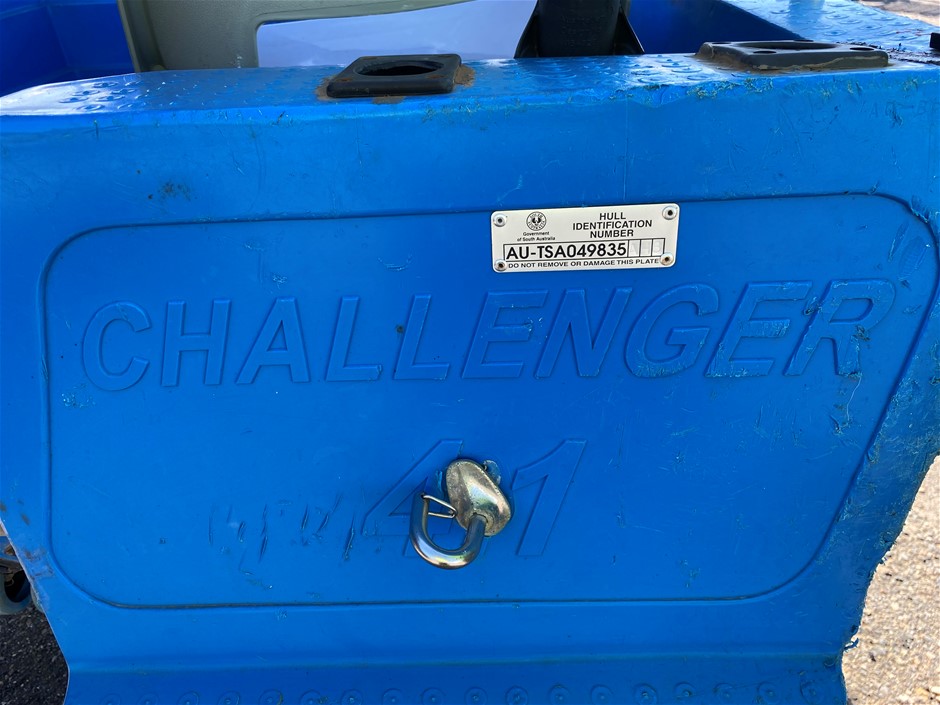 Government
of South Australia
HULL
IDENTIFICATION
NUMBER
AU-TSA049835
DO NOT REMOVE OR DAMAGE THIS PLATE
CHALLENGER
41